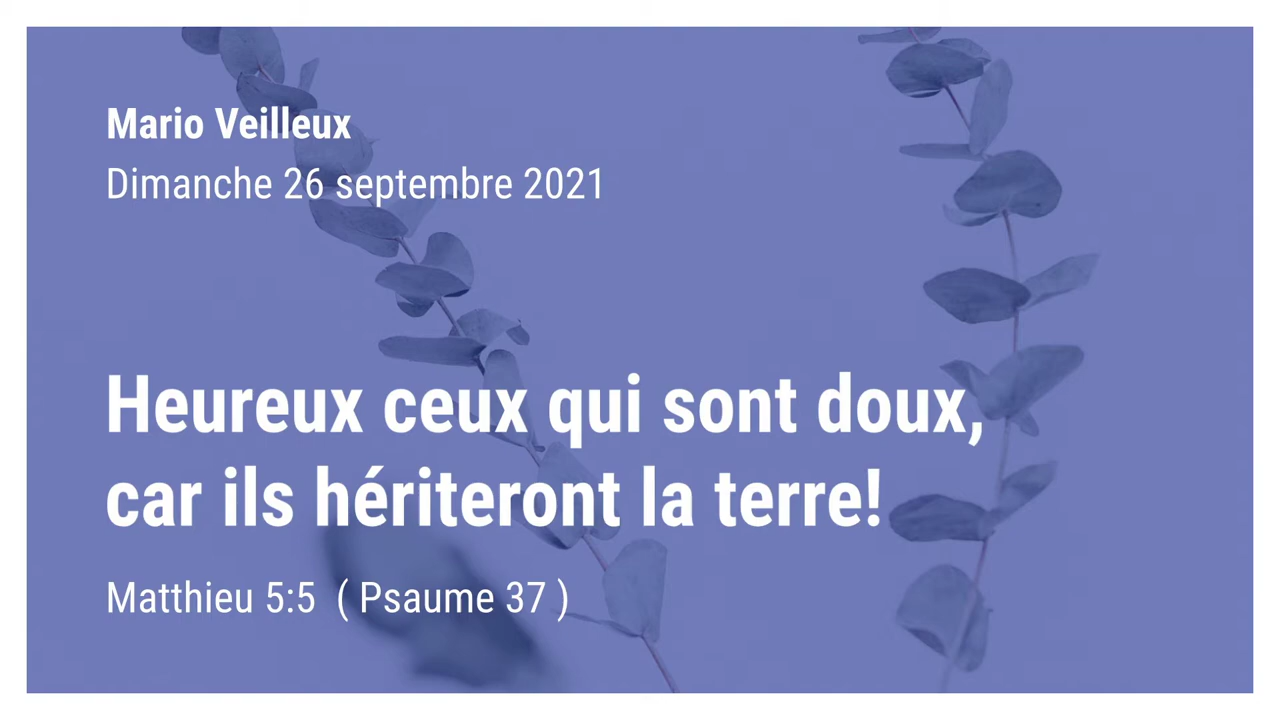 Mario Veilleux
Dimanche 26 septembre 2021
Heureux ceux qui sont doux,
car ils hériteront la terre!
Matthieu 5:5 ( Psaume 37 )